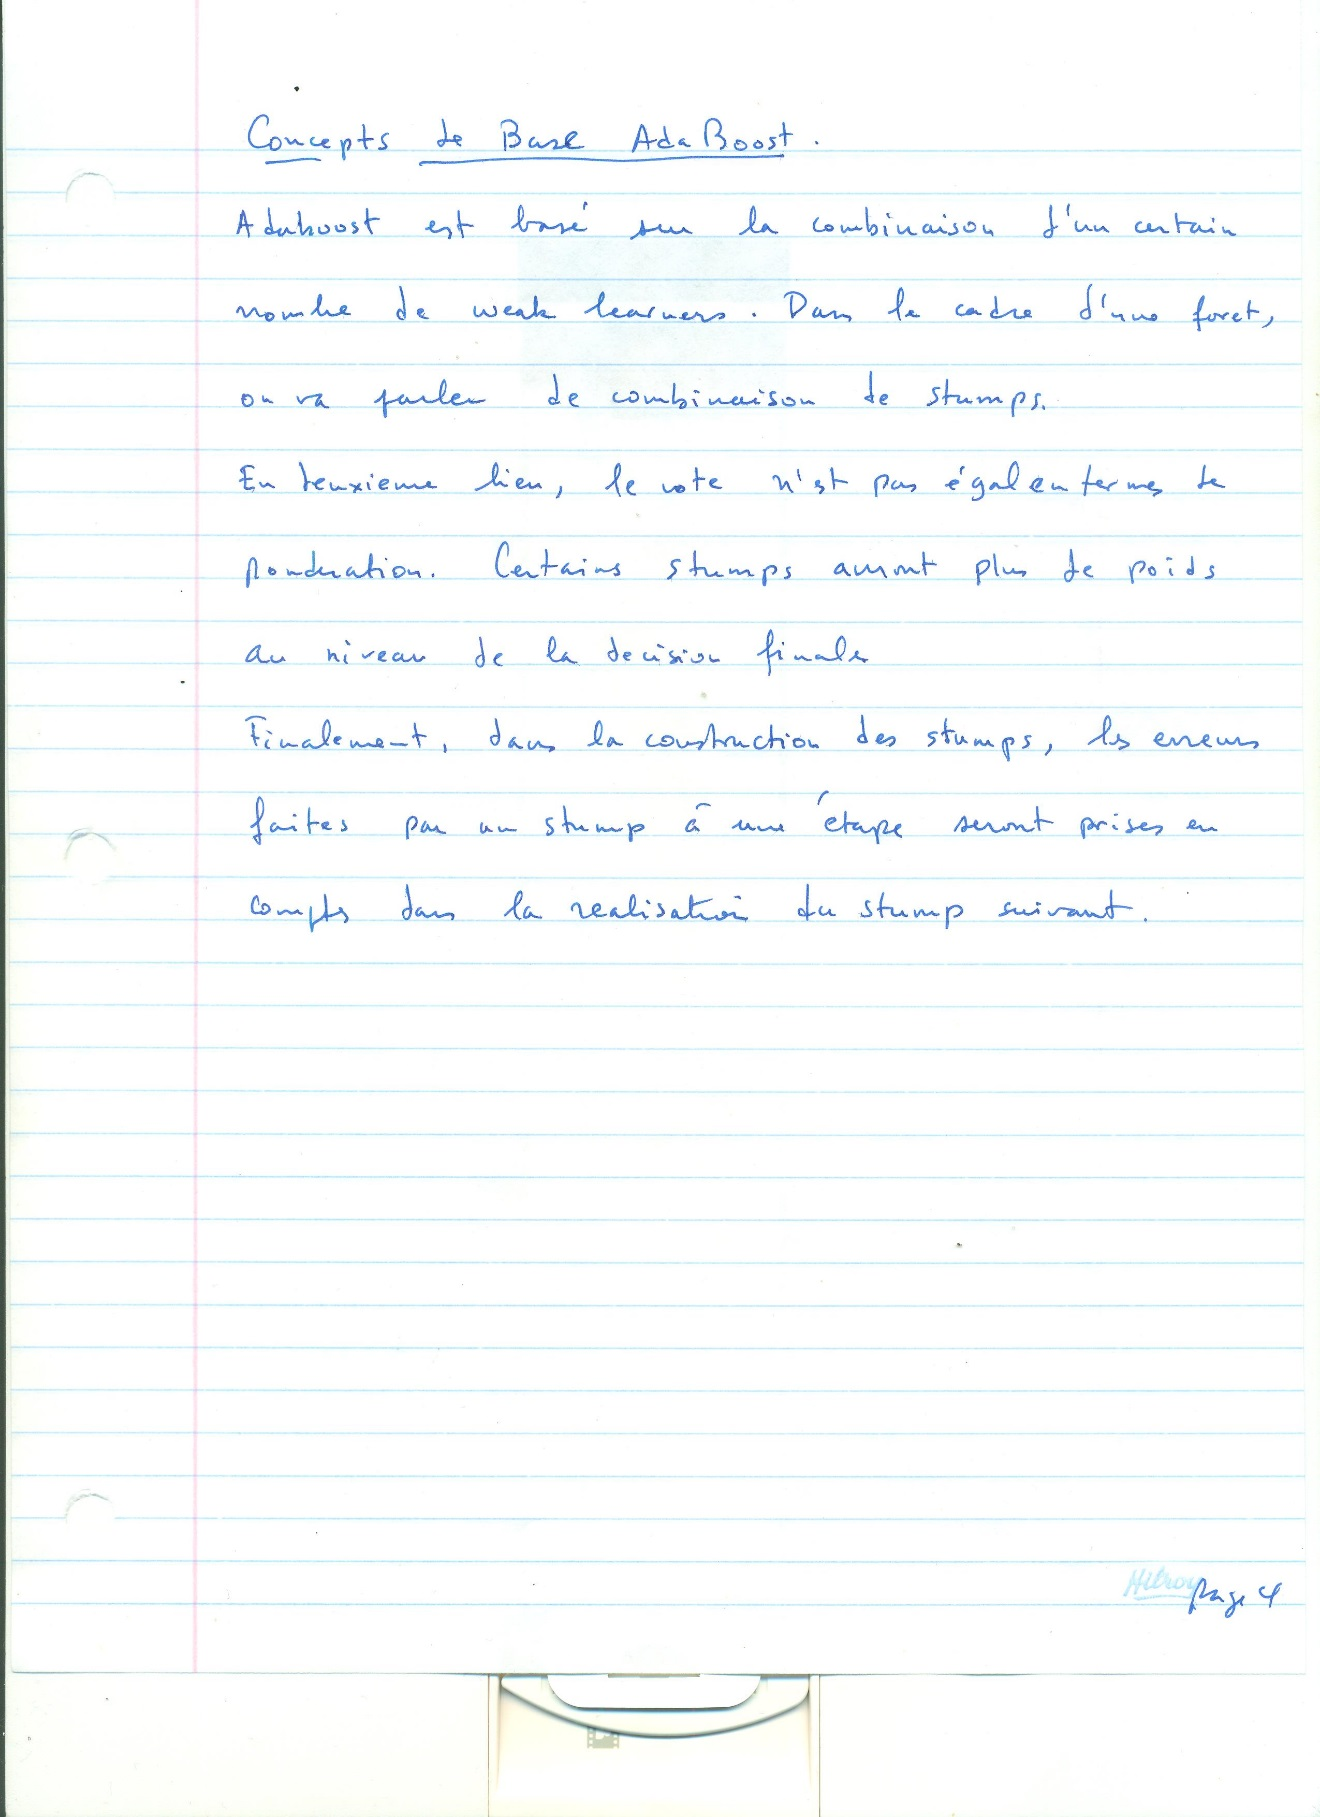 Concepts de Base AdaBoost.
Adaboost est basé sur la combinaison d'un certain
nombre de weak learners. Dans le cadre d'une foret,
on va parler de combinaison de stumps.
En deuxieme lieu, le vote n'est pas égal en termes de
ponderation. Certains stumps auront plus de poids
au niveau de la decision finale
Finalement, dans la construction des stumps, les erreurs
faites par un stump à une étape seront prises en
compte dans la realisation du stump suivant.
Hilroy
page 4